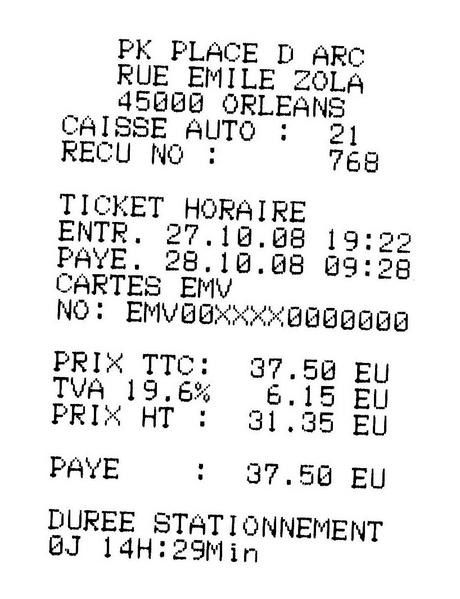 PK PLACE D ARC
RUE EMILE ZOLA
45000 ORLEANS
CAISSE AUTO : 21
RECU NO : 768
TICKET HORAIRE
ENTR. 27.10.08 19:22
PAYE. 28.10.08 09:28
CARTES EMV
NO: EMV00XXXX0000000
PRIX TTC: 37.50 EU
TVA 19.6% 6.15 EU
PRIX HT : 31.35 EU
PAYE : 37.50 EU
DUREE STATIONNEMENT
0J 14H:29Min